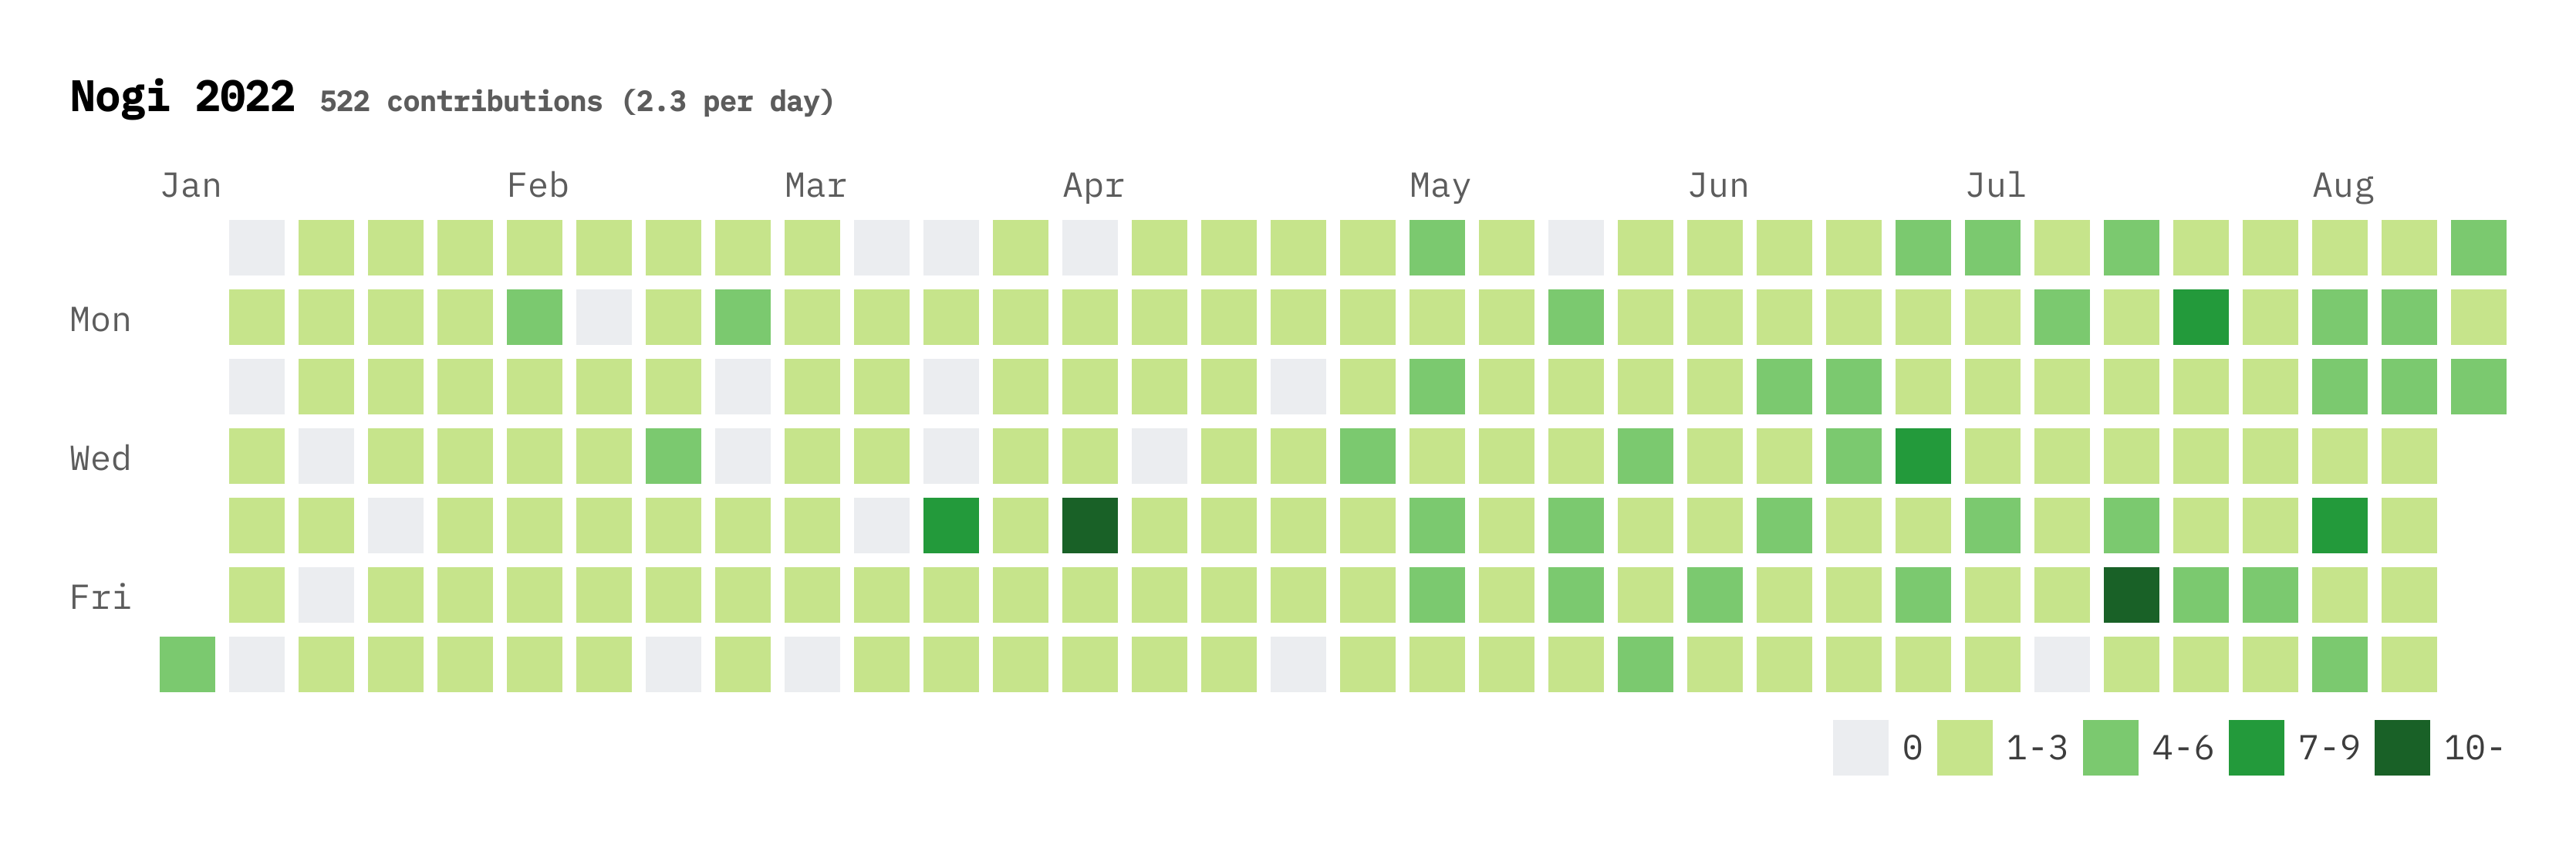 Nogi 2022 522 contributions (2.3 per day)
Jan Feb Mar Apr May Jun Jul Aug
Mon
Wed
Fri
0 1-3 4-6 7-9 10-